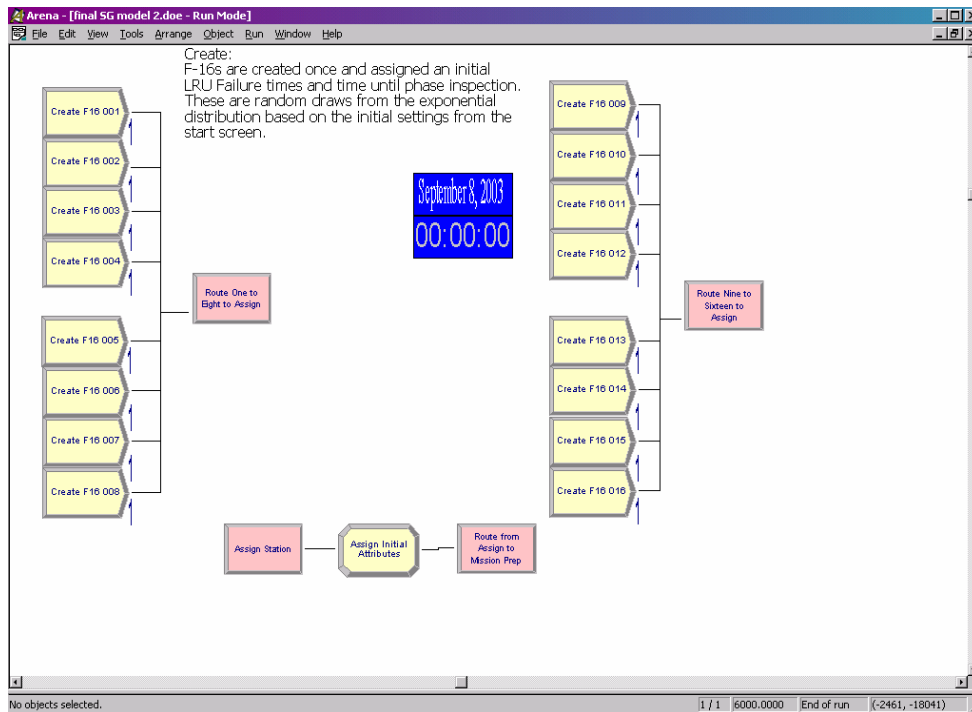 Arena - [final SG model 2.doe - Run Mode]
File Edit View Tools Arrange Object Run Window Help
Create:
F-16s are created once and assigned an initial
LRU Failure times and time until phase inspection.
These are random draws from the exponential
distribution based on the initial settings from the
start screen.
Create F16 001
Create F16 002
Create F16 003
Create F16 004
Route One to
Eight to Assign
Create F16 005
Create F16 006
Create F16 007
Create F16 008
September 8, 2003
00:00:00
Create F16 009
Create F16 010
Create F16 011
Create F16 012
Route Nine to
Sixteen to
Assign
Create F16 013
Create F16 014
Create F16 015
Create F16 016
Assign Station
Assign Initial
Attributes
Route from
Assign to
Mission Prep
No objects selected.
1 / 1
6000.0000
End of run
(-2461, -18041)